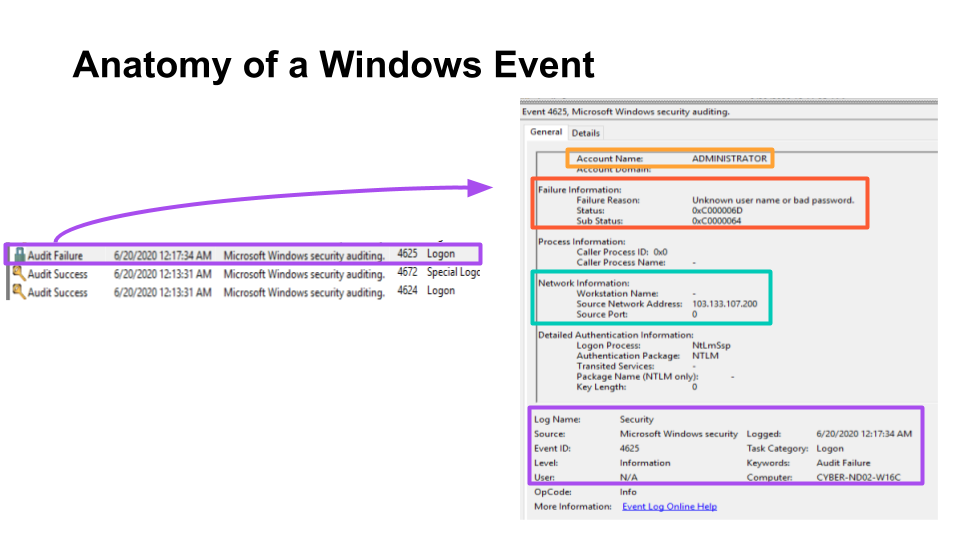 Anatomy of a Windows Event
Audit Failure 6/20/2020 12:17:34 AM Microsoft Windows security auditing. 4625 Logon
Audit Success 6/20/2020 12:13:31 AM Microsoft Windows security auditing. 4672 Special Logo
Audit Success 6/20/2020 12:13:31 AM Microsoft Windows security auditing. 4624 Logon
Event 4625, Microsoft Windows security auditing.
General Details
Account Name: ADMINISTRATOR
Account Domain:
Failure Information:
Failure Reason: Unknown user name or bad password.
Status: 0xC000006D
Sub Status: 0xC0000064
Process Information:
Caller Process ID: 0x0
Caller Process Name: -
Network Information:
Workstation Name: -
Source Network Address: 103.133.107.200
Source Port: 0
Detailed Authentication Information:
Logon Process: NtLmSsp
Authentication Package: NTLM
Transited Services: -
Package Name (NTLM only): -
Key Length: 0
Log Name: Security
Source: Microsoft Windows security Logged: 6/20/2020 12:17:34 AM
Event ID: 4625 Task Category: Logon
Level: Information Keywords: Audit Failure
User: N/A Computer: CYBER-ND02-W16C
OpCode: Info
More Information: Event Log Online Help